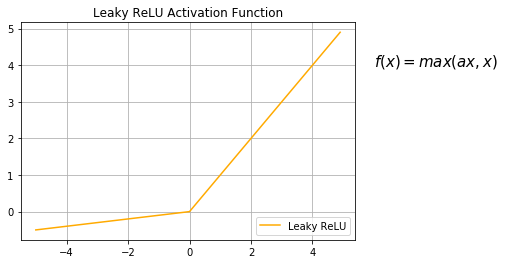 Leaky ReLU Activation Function
5
4
3
2
1
0
−4 −2 0 2 4
Leaky ReLU
f(x) = max(ax, x)